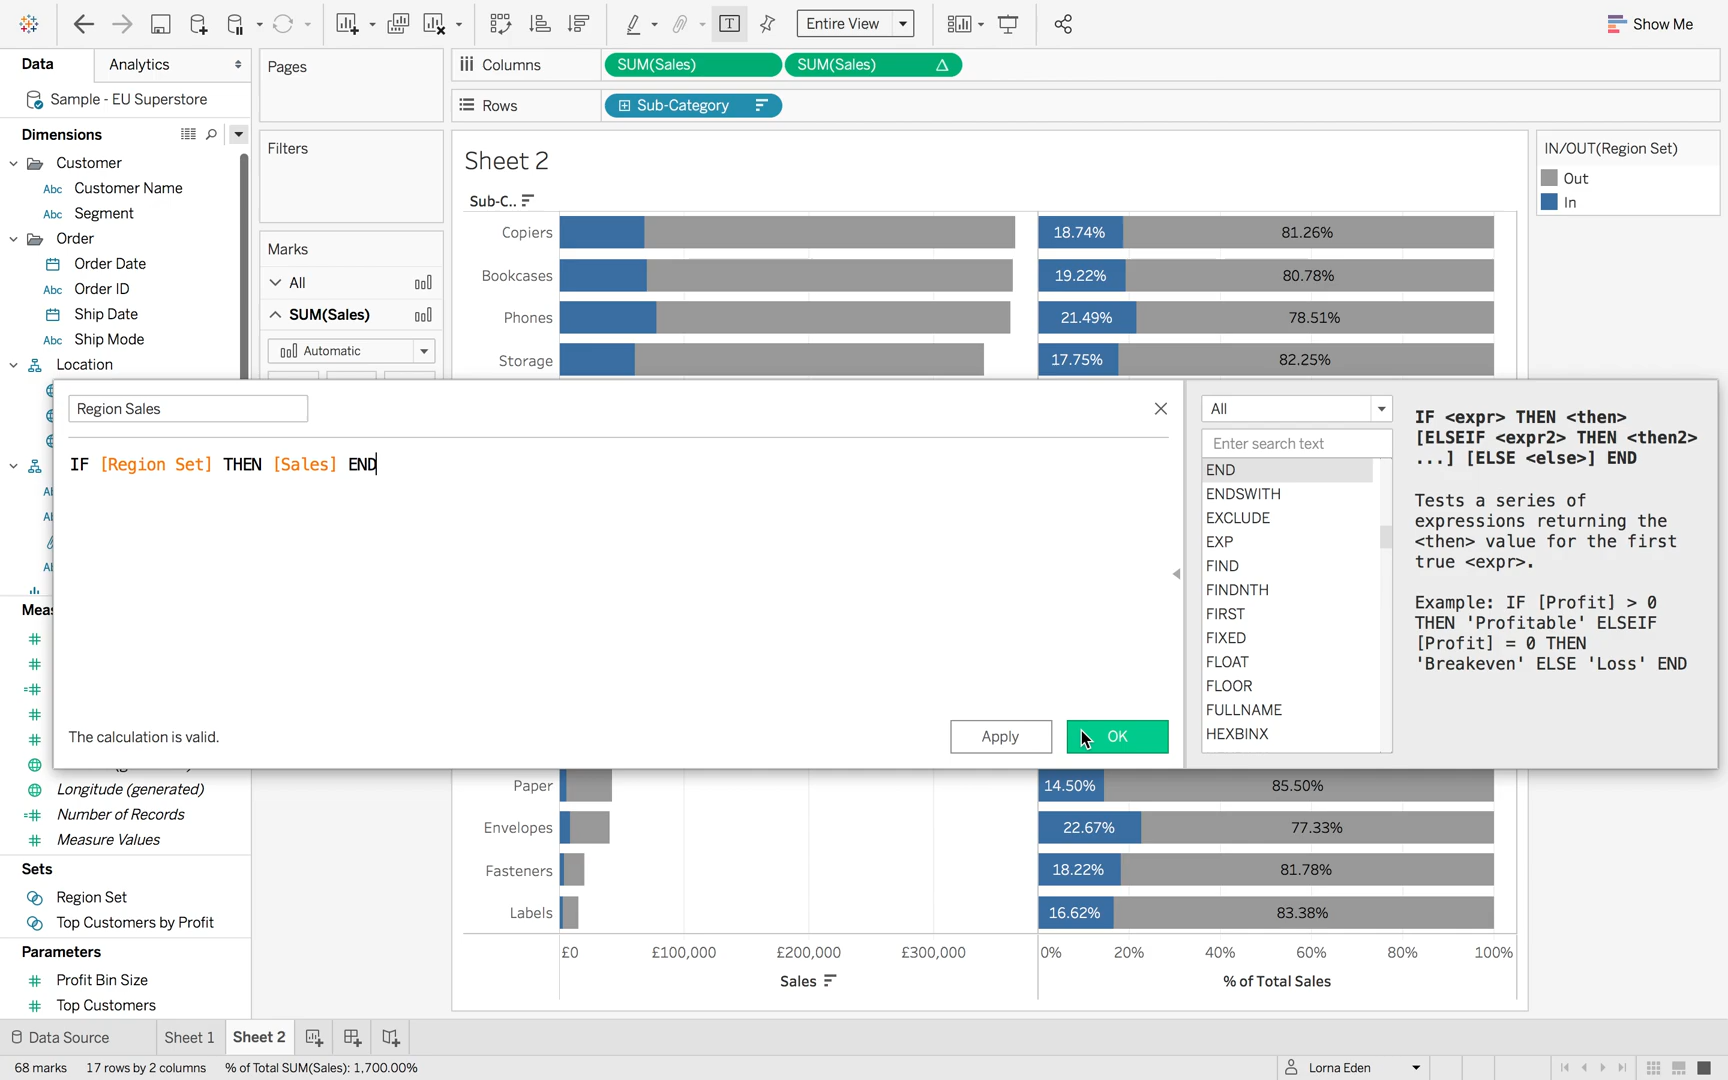 Entire View
Show Me
Data
Analytics
Pages
Columns
SUM(Sales)
SUM(Sales)
Sample - EU Superstore
Rows
Sub-Category
Dimensions
Filters
Sheet 2
IN/OUT(Region Set)
Customer
Out
Abc Customer Name
In
Abc Segment
Sub-C..
Order
Copiers
18.74%
81.26%
Marks
Order Date
Bookcases
19.22%
80.78%
All
Abc Order ID
SUM(Sales)
Phones
21.49%
78.51%
Ship Date
Abc Ship Mode
Automatic
Storage
17.75%
82.25%
Location
Region Sales
All
IF <expr> THEN <then>
[ELSEIF <expr2> THEN <then2>
...] [ELSE <else>] END
Enter search text
IF [Region Set] THEN [Sales] END
END
ENDSWITH
EXCLUDE
EXP
FIND
FINDNTH
FIRST
FIXED
FLOAT
FLOOR
FULLNAME
HEXBINX
Tests a series of
expressions returning the
<then> value for the first
true <expr>.
Example: IF [Profit] > 0
THEN 'Profitable' ELSEIF
[Profit] = 0 THEN
'Breakeven' ELSE 'Loss' END
Meas
The calculation is valid.
Apply
OK
Longitude (generated)
Number of Records
Measure Values
Paper
14.50%
85.50%
Envelopes
22.67%
77.33%
Fasteners
18.22%
81.78%
Labels
16.62%
83.38%
Sets
Region Set
Top Customers by Profit
Parameters
Profit Bin Size
Top Customers
£0
£100,000
£200,000
£300,000
0%
20%
40%
60%
80%
100%
Sales
% of Total Sales
Data Source
Sheet 1
Sheet 2
68 marks
17 rows by 2 columns
% of Total SUM(Sales): 1,700.00%
Lorna Eden